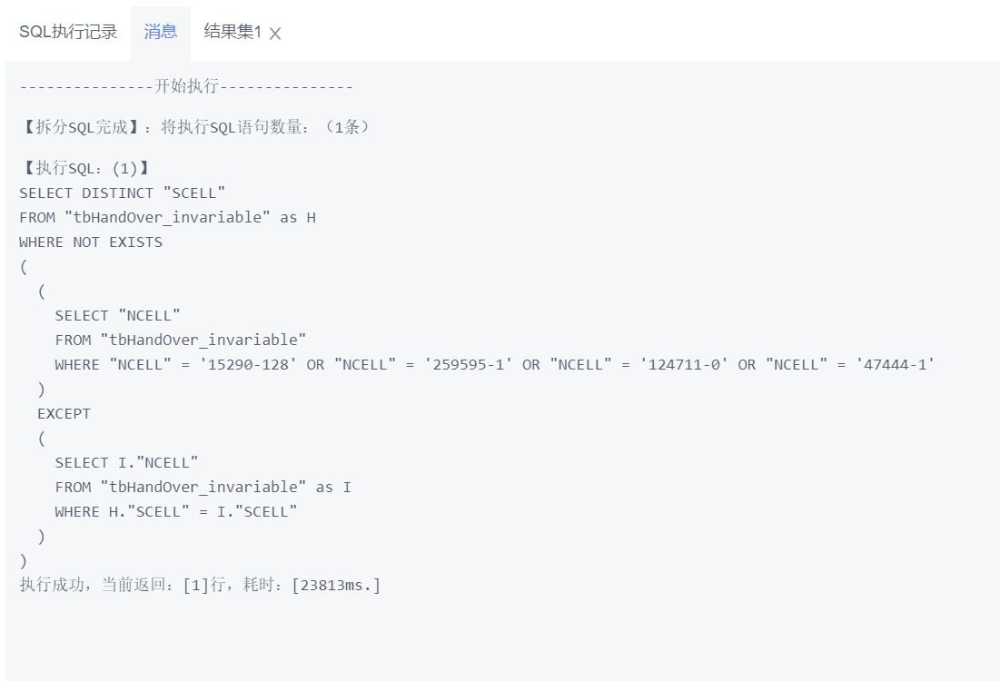 SQL执行记录 消息 结果集1 X
---------------开始执行---------------
【拆分SQL完成】：将执行SQL语句数量：（1条）
【执行SQL：(1)】
SELECT DISTINCT "SCELL"
FROM "tbHandOver_invariable" as H
WHERE NOT EXISTS
(
  (
    SELECT "NCELL"
    FROM "tbHandOver_invariable"
    WHERE "NCELL" = '15290-128' OR "NCELL" = '259595-1' OR "NCELL" = '124711-0' OR "NCELL" = '47444-1'
  )
  EXCEPT
  (
    SELECT I."NCELL"
    FROM "tbHandOver_invariable" as I
    WHERE H."SCELL" = I."SCELL"
  )
)
执行成功，当前返回：[1]行，耗时：[23813ms.]